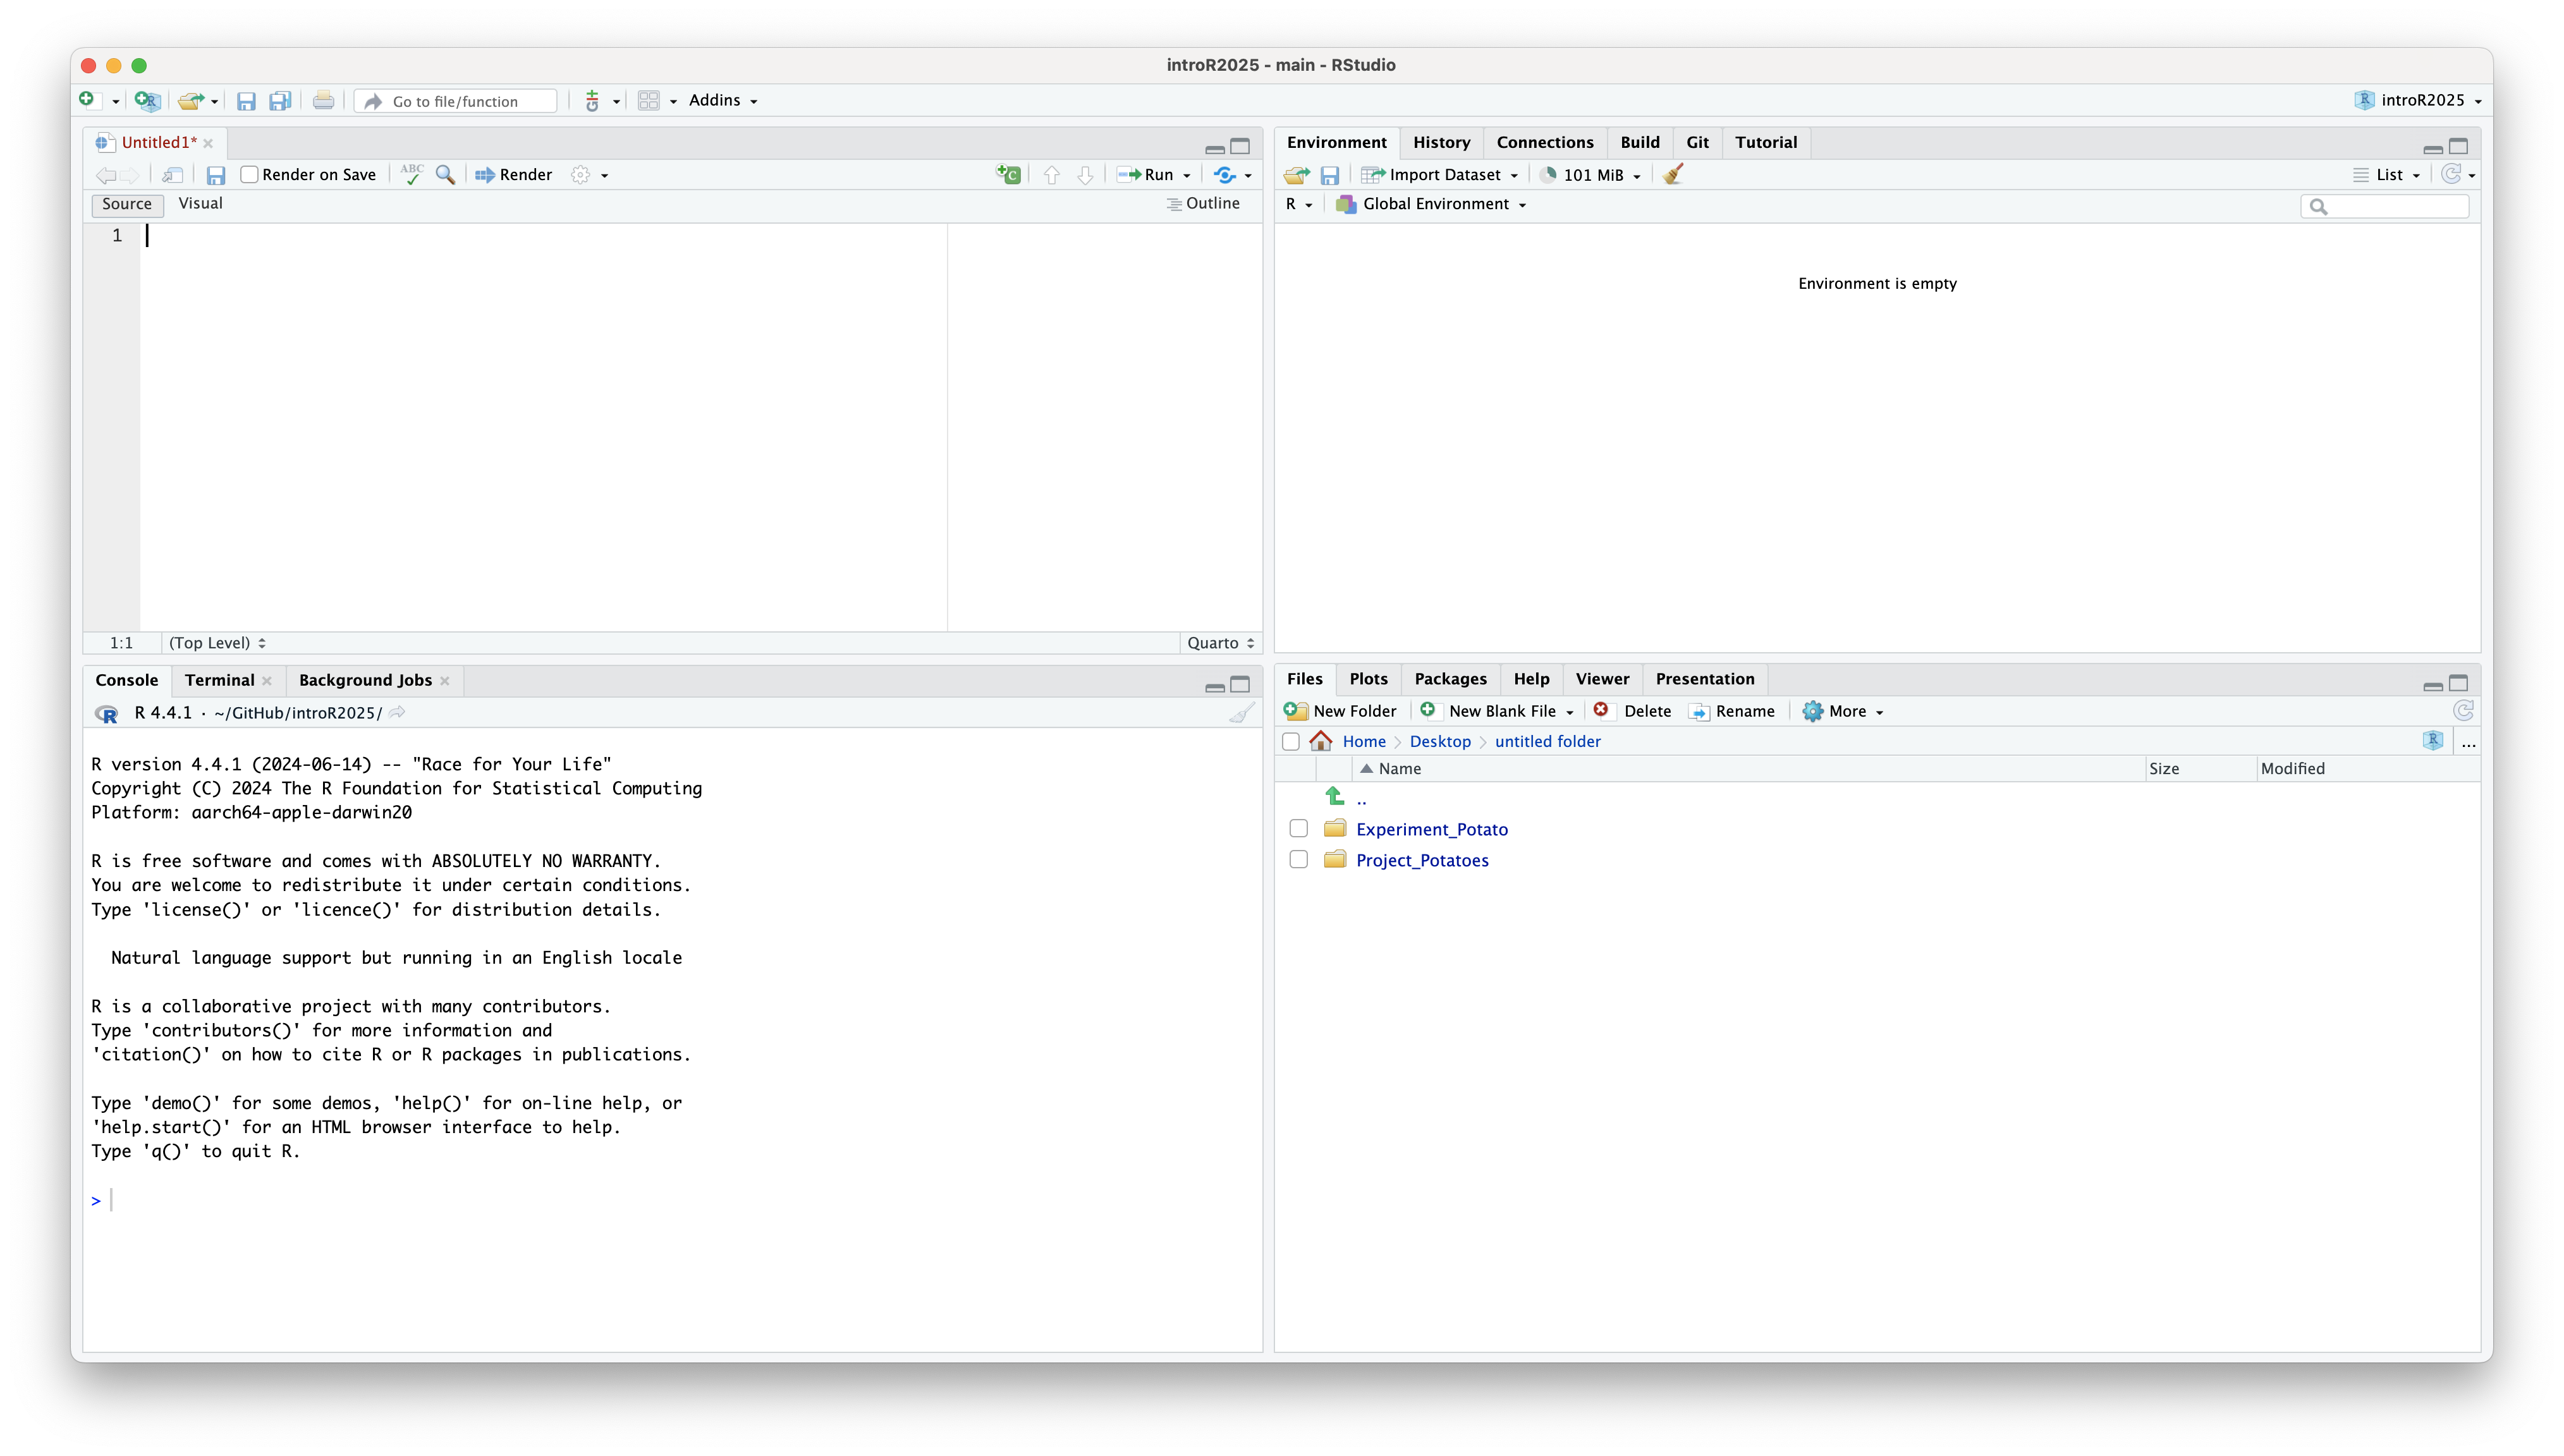 introR2025 - main - RStudio
Go to file/function
Addins
introR2025
Untitled1*
Render on Save
ABC
Render
Run
Source
Visual
Outline
1
1:1
(Top Level)
Quarto
Console
Terminal
Background Jobs
R 4.4.1 · ~/GitHub/introR2025/
R version 4.4.1 (2024-06-14) -- "Race for Your Life"
Copyright (C) 2024 The R Foundation for Statistical Computing
Platform: aarch64-apple-darwin20
R is free software and comes with ABSOLUTELY NO WARRANTY.
You are welcome to redistribute it under certain conditions.
Type 'license()' or 'licence()' for distribution details.
Natural language support but running in an English locale
R is a collaborative project with many contributors.
Type 'contributors()' for more information and
'citation()' on how to cite R or R packages in publications.
Type 'demo()' for some demos, 'help()' for on-line help, or
'help.start()' for an HTML browser interface to help.
Type 'q()' to quit R.
>
Environment
History
Connections
Build
Git
Tutorial
Import Dataset
101 MiB
List
R
Global Environment
Environment is empty
Files
Plots
Packages
Help
Viewer
Presentation
New Folder
New Blank File
Delete
Rename
More
Home
Desktop
untitled folder
...
Name
Size
Modified
..
Experiment_Potato
Project_Potatoes